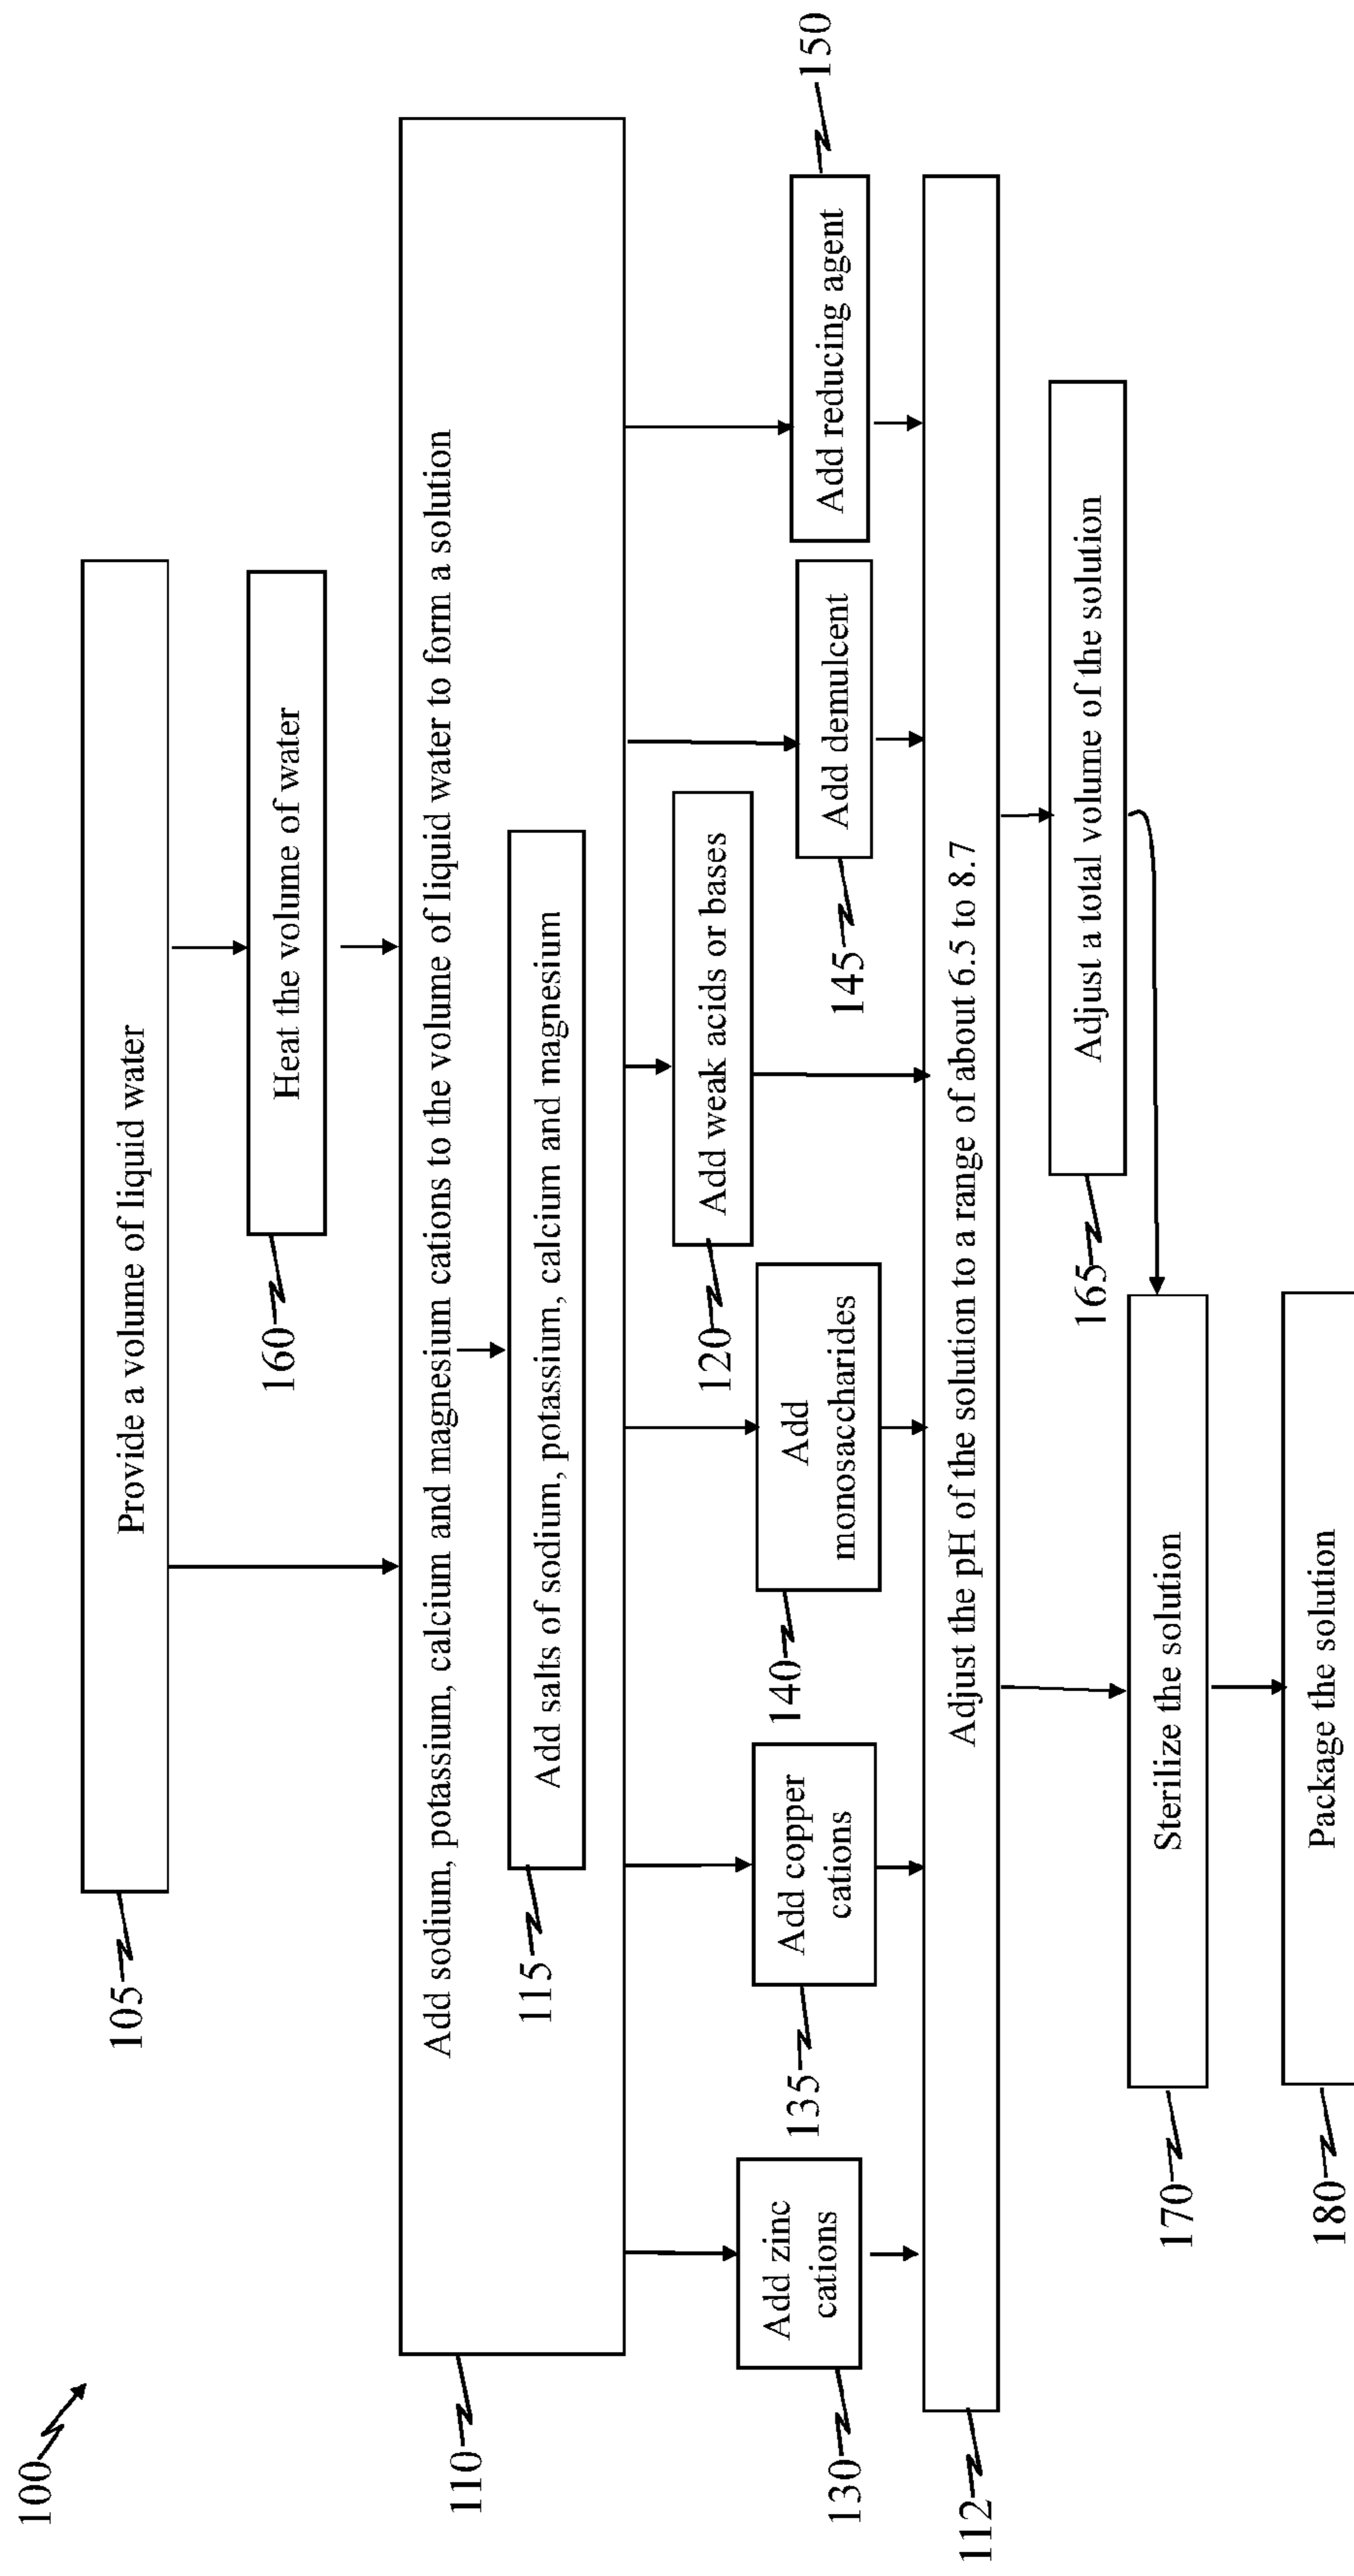 100
105
Provide a volume of liquid water
160
Heat the volume of water
110
Add sodium, potassium, calcium and magnesium cations to the volume of liquid water to form a solution
115
Add salts of sodium, potassium, calcium and magnesium
120
Add weak acids or bases
130
Add zinc
cations
135
Add copper
cations
140
Add
monosaccharides
145
Add demulcent
150
Add reducing agent
112
Adjust the pH of the solution to a range of about 6.5 to 8.7
165
Adjust a total volume of the solution
170
Sterilize the solution
180
Package the solution